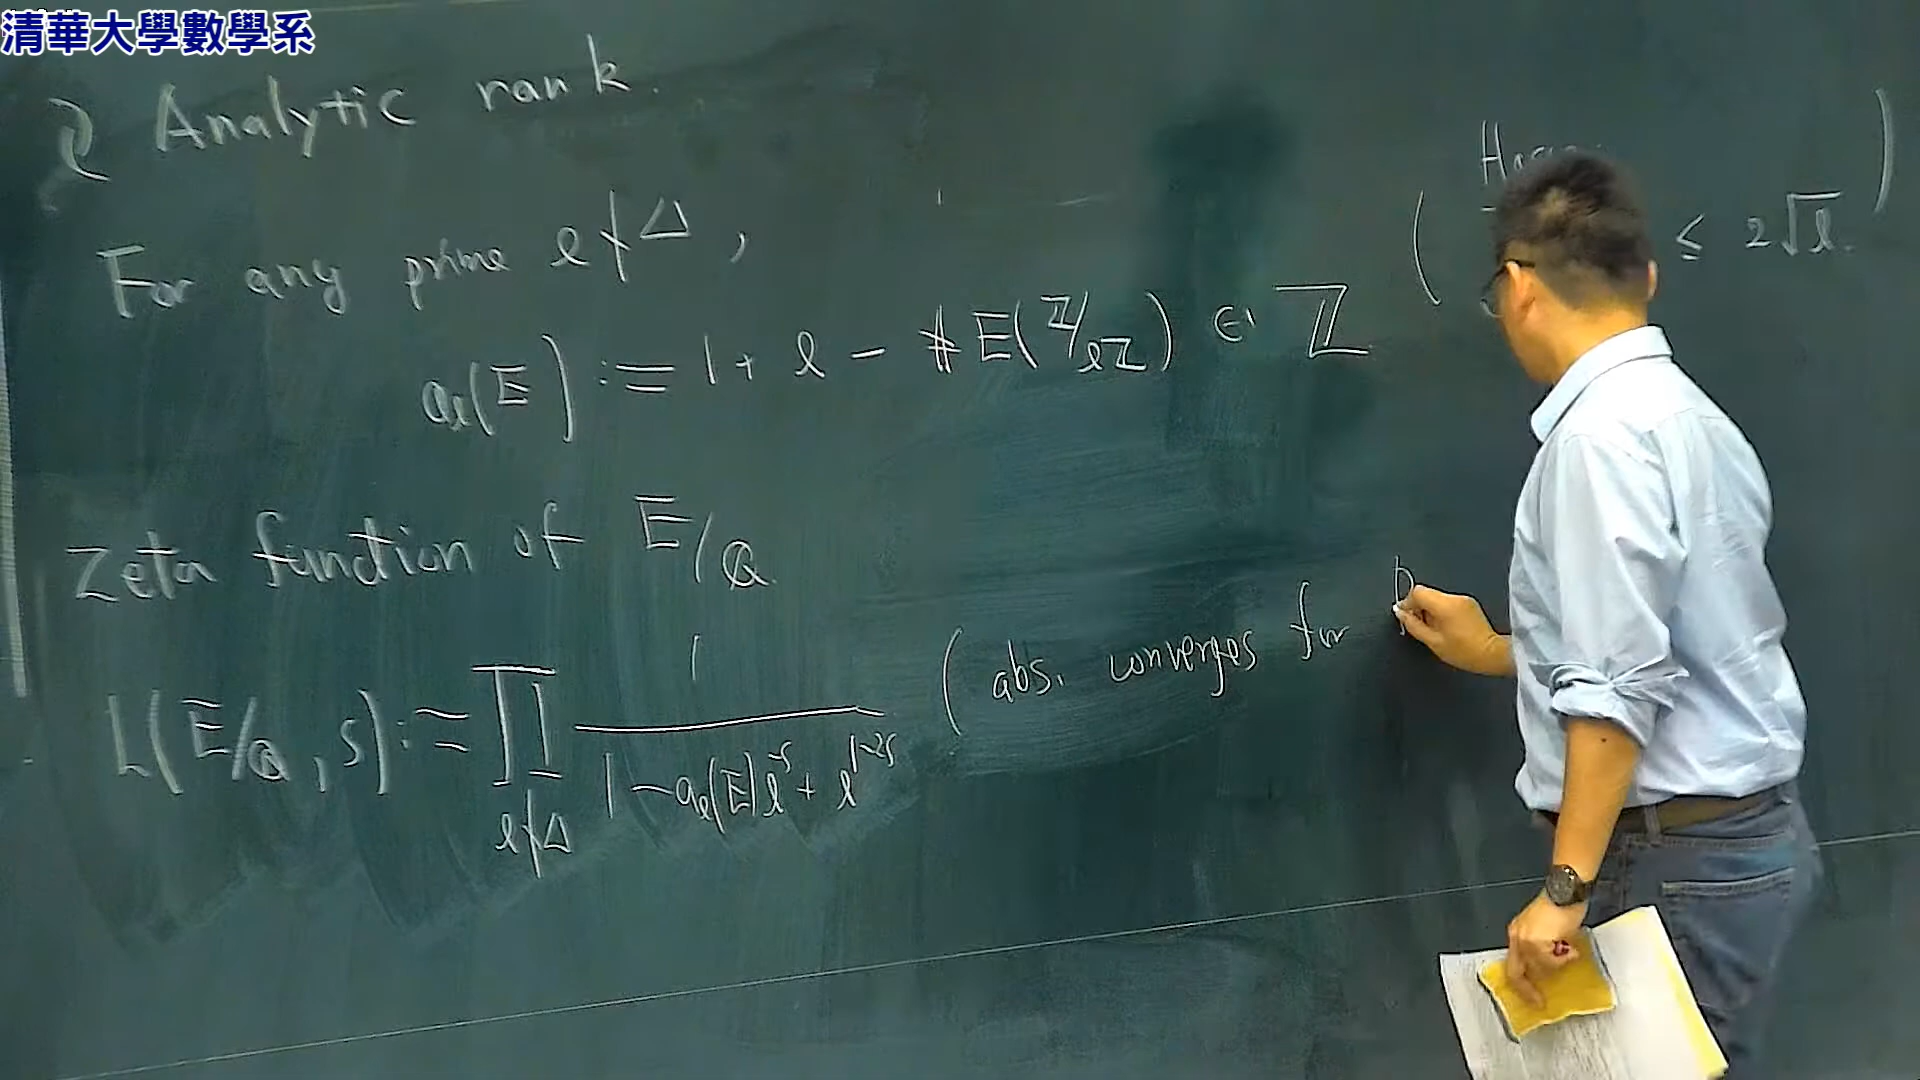 清華大學數學系
Analytic rank.
For any prime ℓ∤Δ,
a_ℓ(E) := 1 + ℓ − #E(ℤ/ℓℤ) ∈ ℤ
( ≤ 2√ℓ. )
Zeta function of E/ℚ
L(E/ℚ, s) := ∏_{ℓ∤Δ} 1/(1 − a_ℓ(E)ℓ^{-s} + ℓ^{1-2s}) ( abs. converges for